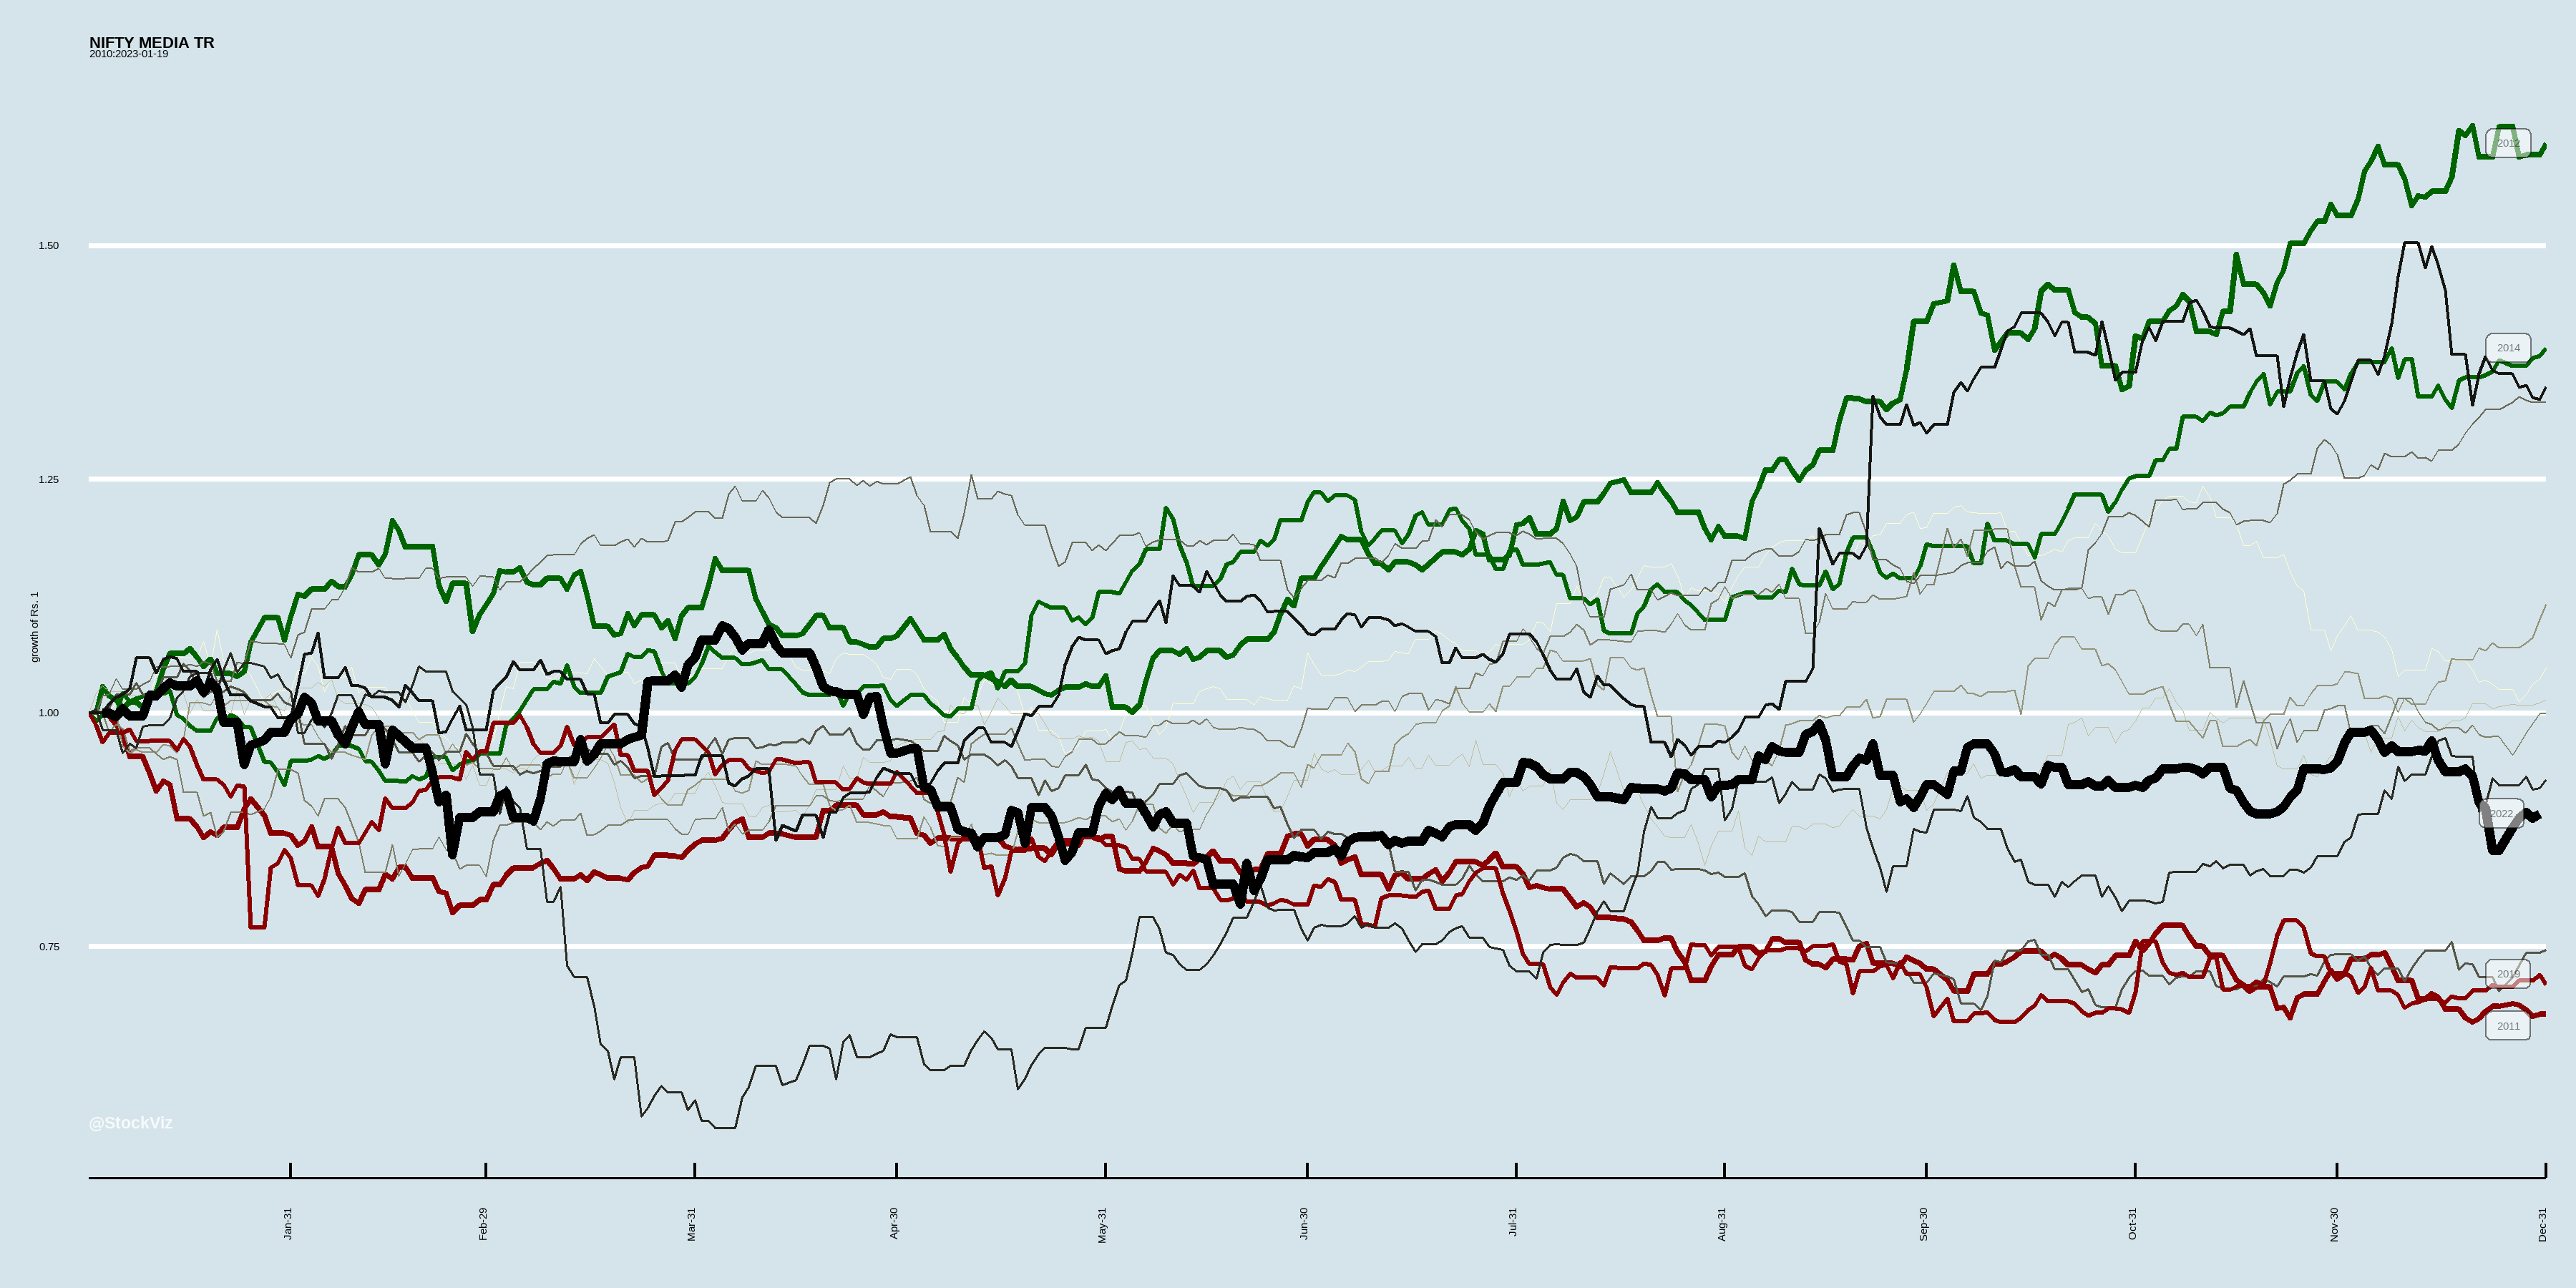 NIFTY MEDIA TR
2010:2023-01-19
2012
1.50
2014
1.25
growth of Rs. 1
1.00
2022
0.75
2019
2011
@StockViz
Jan-31
Feb-29
Mar-31
Apr-30
May-31
Jun-30
Jul-31
Aug-31
Sep-30
Oct-31
Nov-30
Dec-31